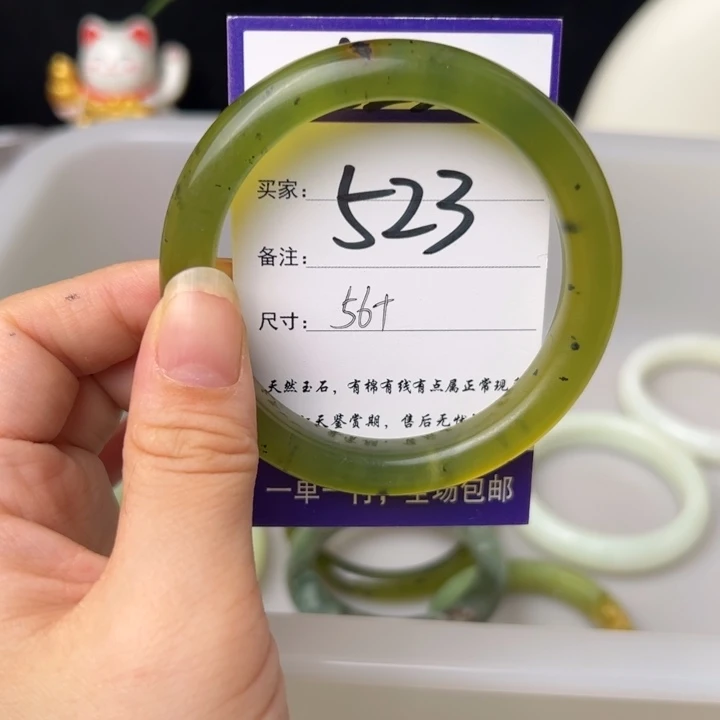 买家: 523
备注:
尺寸: 56+
天然玉石，有棉有线有点属正常现
天鉴赏期，售后无忧
一单一
，全场包邮